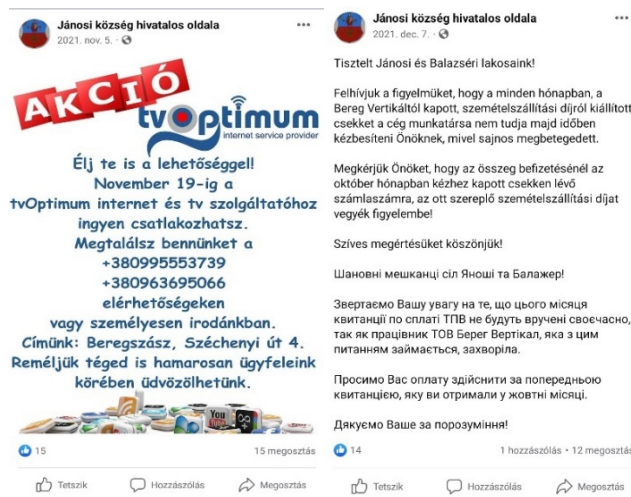 Jánosi község hivatalos oldala
2021. nov. 5.
AKCIÓ
tvOptimum
internet service provider
Élj te is a lehetőséggel!
November 19-ig a
tvOptimum internet és tv szolgáltatóhoz
ingyen csatlakozhatsz.
Megtalálsz bennünket a
+380995553739
+380963695066
elérhetőségeken
vagy személyesen irodánkban.
Címünk: Beregszász, Széchenyi út 4.
Reméljük téged is hamarosan ügyfeleink
körében üdvözölhetünk.
You
Tube
15
15 megosztás
Tetszik
Hozzászólás
Megosztás
Jánosi község hivatalos oldala
2021. dec. 7.
Tisztelt Jánosi és Balazséri lakosaink!
Felhívjuk a figyelmüket, hogy a minden hónapban, a
Bereg Vertikáltól kapott, szemételszállítási díjról kiállított
csekket a cég munkatársa nem tudja majd időben
kézbesíteni Önöknek, mivel sajnos megbetegedett.
Megkérjük Önöket, hogy az összeg befizetésénél az
október hónapban kézhez kapott csekken lévő
számlaszámra, az ott szereplő szemételszállítási díjat
vegyék figyelembe!
Szíves megértésüket köszönjük!
Шановні мешканці сіл Яноші та Балажер!
Звертаємо Вашу увагу на те, що цього місяця
квитанції по сплаті ТПВ не будуть вручені своєчасно,
так як працівник ТОВ Берег Вертікал, яка з цим
питанням займається, захворіла.
Просимо Вас оплату здійснити за попередньою
квитанцією, яку ви отримали у жовтні місяці.
Дякуємо Ваше за порозуміння!
14
1 hozzászólás • 12 megosztás
Tetszik
Hozzászólás
Megosztás